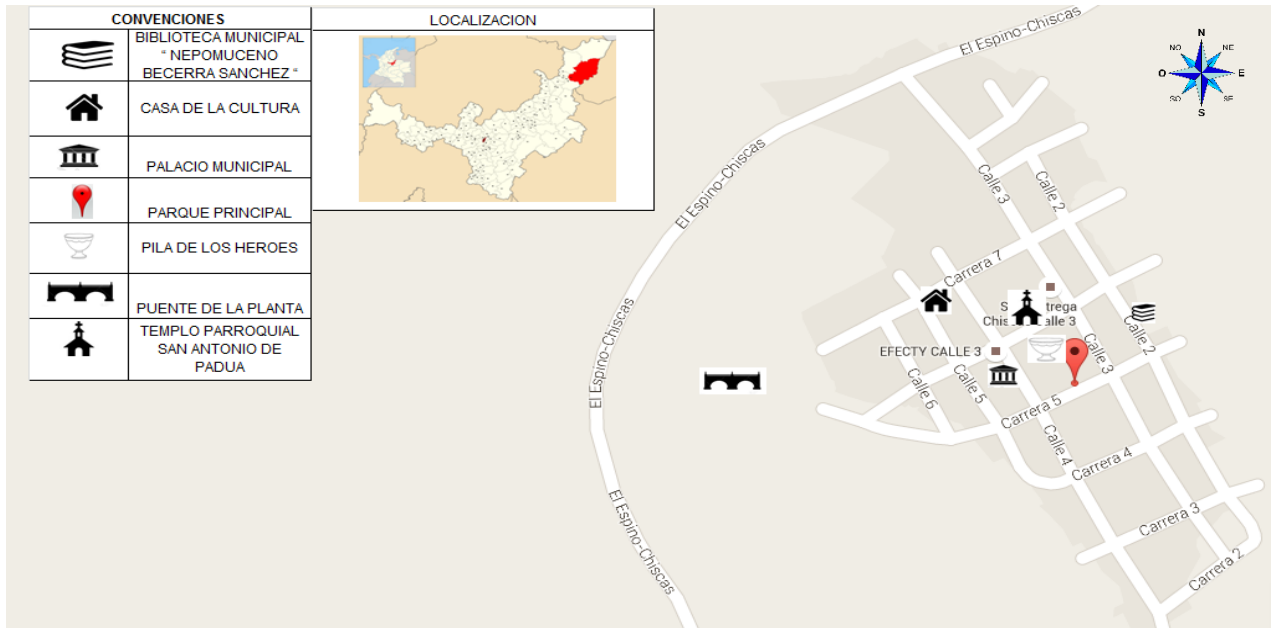 CONVENCIONES
BIBLIOTECA MUNICIPAL
“ NEPOMUCENO
BECERRA SANCHEZ “
CASA DE LA CULTURA
PALACIO MUNICIPAL
PARQUE PRINCIPAL
PILA DE LOS HEROES
PUENTE DE LA PLANTA
TEMPLO PARROQUIAL
SAN ANTONIO DE
PADUA
LOCALIZACION
El Espino-Chiscas
N
NO
NE
O
E
SO
SE
S
El Espino-Chiscas
Calle 3
Calle 2
Carrera 7
S
trega
Chis
alle 3
Calle 2
Calle 3
EFECTY CALLE 3
El Espino-Chiscas
Calle 6
Calle 5
Carrera 5
Calle 4
Carrera 4
Carrera 3
El Espino-Chiscas
Carrera 2